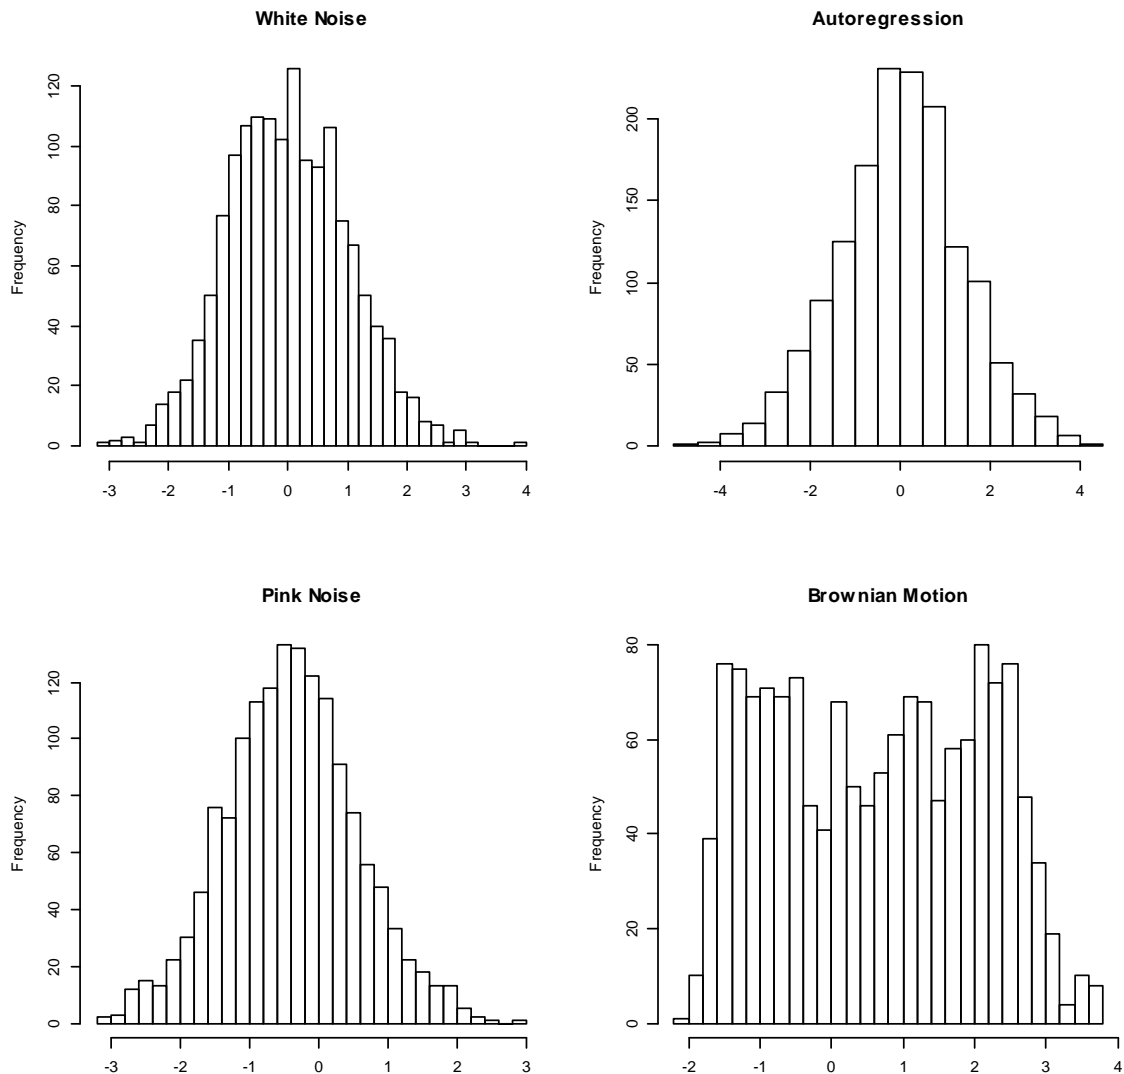 White Noise
Frequency
0 20 40 60 80 100 120
-3 -2 -1 0 1 2 3 4
Autoregression
Frequency
0 50 100 150 200
-4 -2 0 2 4
Pink Noise
Frequency
0 20 40 60 80 100 120
-3 -2 -1 0 1 2 3
Brownian Motion
Frequency
0 20 40 60 80
-2 -1 0 1 2 3 4